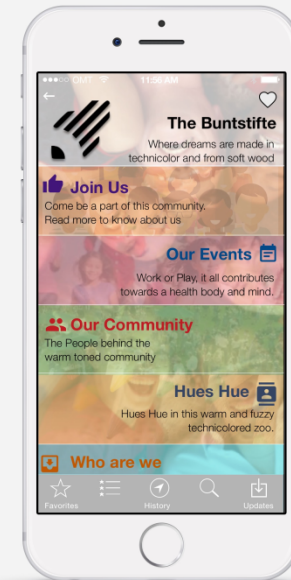 GMT 11:56 AM
The Buntstifte
Where dreams are made in
technicolor and from soft wood
Join Us
Come be a part of this community.
Read more to know about us
Our Events
Work or Play, it all contributes
towards a health body and mind.
Our Community
The People behind the
warm toned community
Hues Hue
Hues Hue in this warm and fuzzy
technicolored zoo.
Who are we
Favorites History Updates